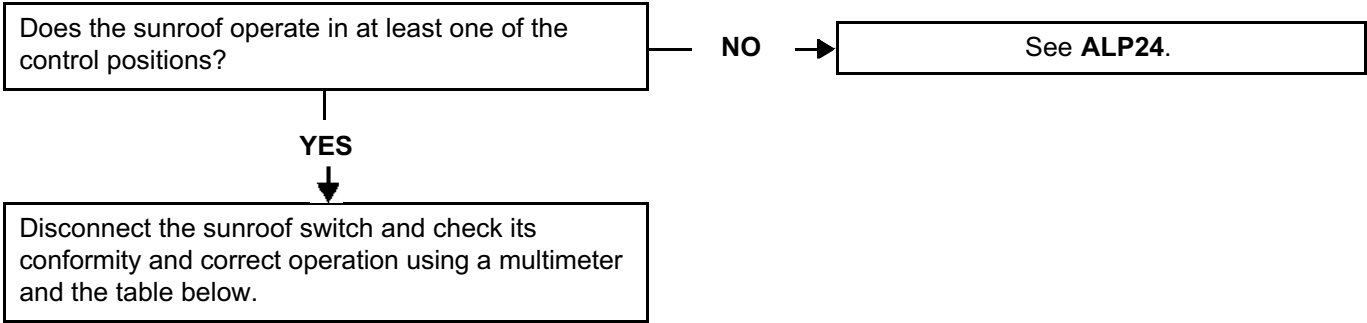 Does the sunroof operate in at least one of the
control positions?
NO
See ALP24.
YES
Disconnect the sunroof switch and check its
conformity and correct operation using a multimeter
and the table below.